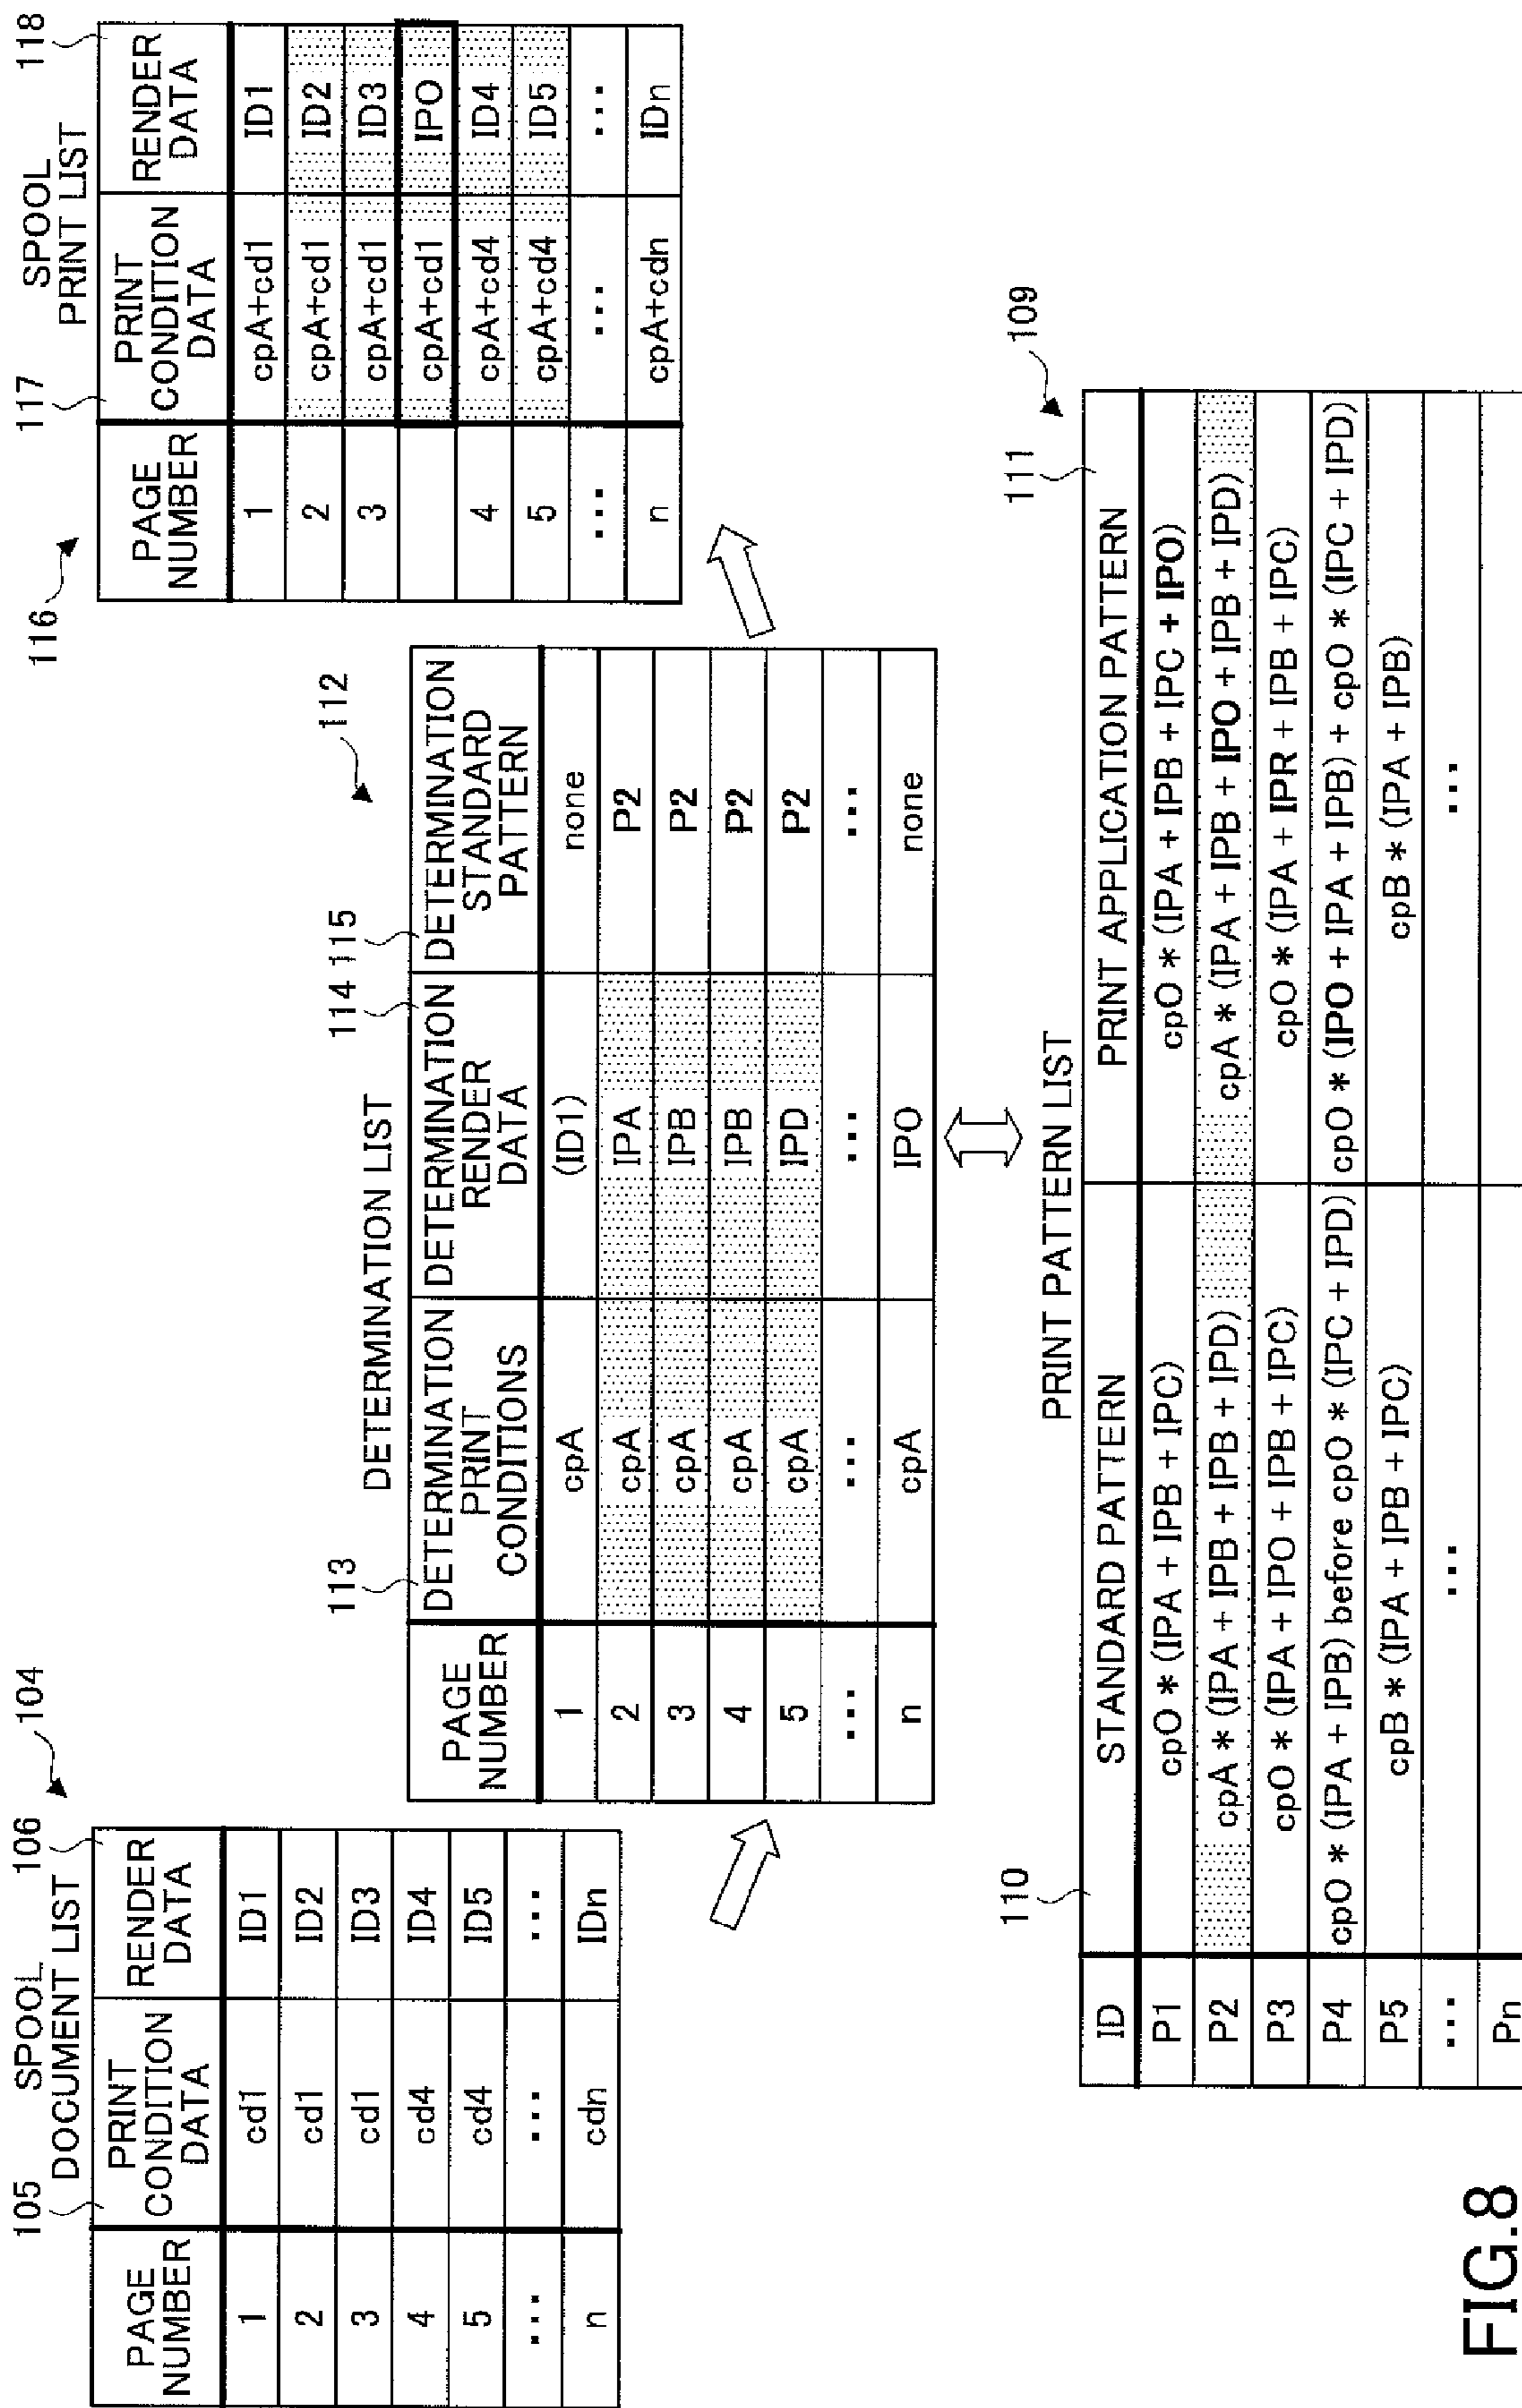 FIG.8
SPOOL
DOCUMENT LIST
104
105
106
PAGE NUMBER PRINT CONDITION DATA RENDER DATA
1 cd1 ID1
2 cd1 ID2
3 cd1 ID3
4 cd4 ID4
5 cd4 ID5
... ... ...
n cdn IDn
DETERMINATION LIST
112
113
114
115
PAGE NUMBER DETERMINATION PRINT CONDITIONS DETERMINATION RENDER DATA DETERMINATION STANDARD PATTERN
1 cpA (ID1) none
2 cpA IPA P2
3 cpA IPB P2
4 cpA IPB P2
5 cpA IPD P2
... ... ... ...
n cpA IPO none
SPOOL
PRINT LIST
116
117
118
PAGE NUMBER PRINT CONDITION DATA RENDER DATA
1 cpA+cd1 ID1
2 cpA+cd1 ID2
3 cpA+cd1 ID3
cpA+cd1 IPO
4 cpA+cd4 ID4
5 cpA+cd4 ID5
... ... ...
n cpA+cdn IDn
PRINT PATTERN LIST
109
110
111
ID STANDARD PATTERN PRINT APPLICATION PATTERN
P1 cpO * (IPA + IPB + IPC) cpO * (IPA + IPB + IPC + IPO)
P2 cpA * (IPA + IPB + IPB + IPD) cpA * (IPA + IPB + IPO + IPB + IPD)
P3 cpO * (IPA + IPO + IPB + IPC) cpO * (IPA + IPR + IPB + IPC)
P4 cpO * (IPA + IPB) before cpO * (IPC + IPD) cpO * (IPO + IPA + IPB) + cpO * (IPC + IPD)
P5 cpB * (IPA + IPB + IPC) cpB * (IPA + IPB)
... ... ...
Pn